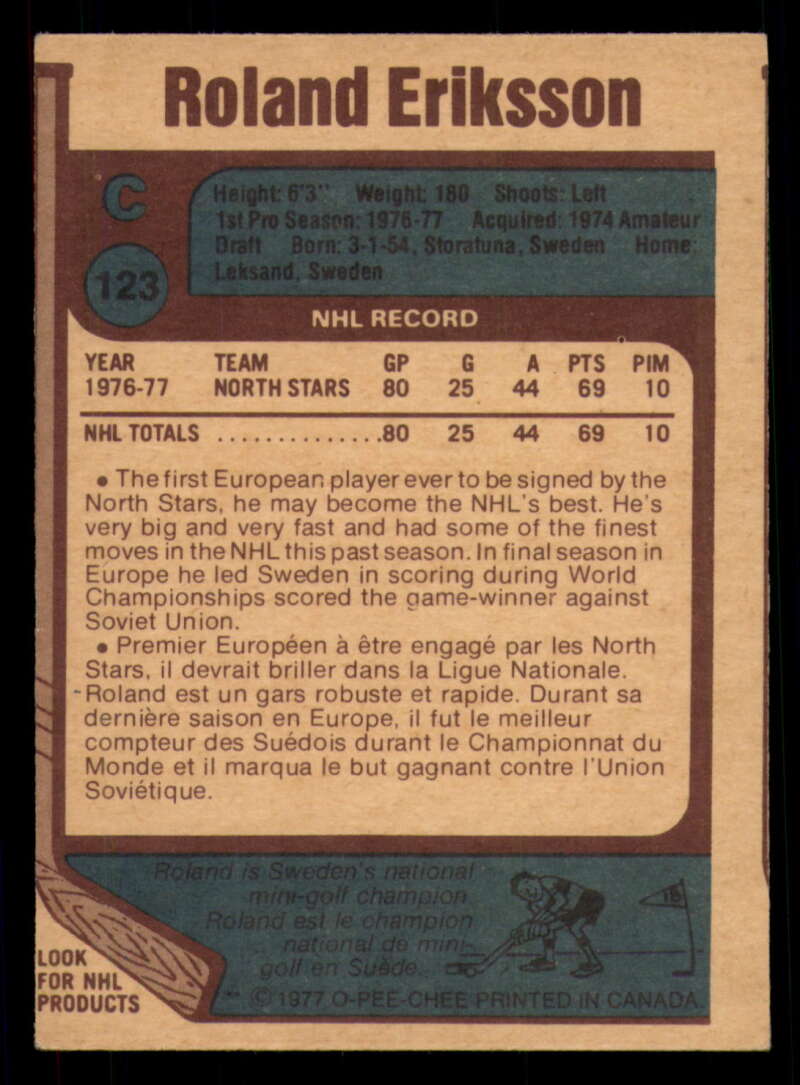 Roland Eriksson
C
Height: 6'3" Weight: 180 Shoots: Left
1st Pro Season: 1976-77 Acquired: 1974 Amateur
Draft Born: 3-1-54, Storatuna, Sweden Home:
Leksand, Sweden
123
NHL RECORD
YEAR TEAM GP G A PTS PIM
1976-77 NORTH STARS 80 25 44 69 10
NHL TOTALS ..............80 25 44 69 10
• The first European player ever to be signed by the
North Stars, he may become the NHL's best. He's
very big and very fast and had some of the finest
moves in the NHL this past season. In final season in
Europe he led Sweden in scoring during World
Championships scored the game-winner against
Soviet Union.
• Premier Européen à être engagé par les North
Stars, il devrait briller dans la Ligue Nationale.
Roland est un gars robuste et rapide. Durant sa
dernière saison en Europe, il fut le meilleur
compteur des Suédois durant le Championnat du
Monde et il marqua le but gagnant contre l'Union
Soviétique.
Roland is Sweden's national
mini-golf champion
Roland est le champion
national de mini-
golf en Suède.
18
LOOK
FOR NHL
PRODUCTS
© 1977 O-PEE-CHEE PRINTED IN CANADA